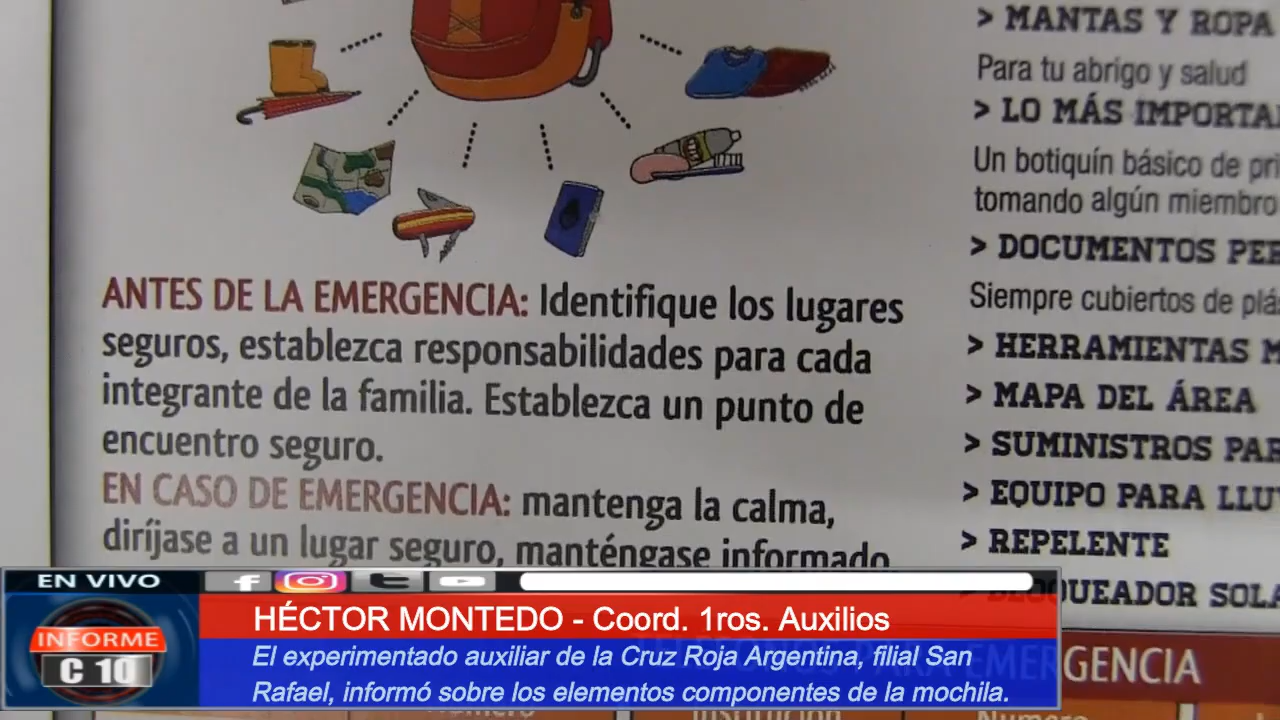 > MANTAS Y ROPA
Para tu abrigo y salud
> LO MÁS
Un botiquín básico de
tomando algún miembro
> DOCUMENTOS
Siempre cubiertos de
> HERRAMIENTAS
> MAPA DEL ÁREA
> SUMINISTROS
> EQUIPO PARA
> REPELENTE
ANTES DE LA EMERGENCIA: Identifique los lugares
seguros, establezca responsabilidades para cada
integrante de la familia. Establezca un punto de
encuentro seguro.
EN CASO DE EMERGENCIA: mantenga la calma,
diríjase a un lugar seguro, manténgase informado
EN VIVO
INFORME
C 10
HÉCTOR MONTEDO - Coord. 1ros. Auxilios
El experimentado auxiliar de la Cruz Roja Argentina, filial San
Rafael, informó sobre los elementos componentes de la mochila.